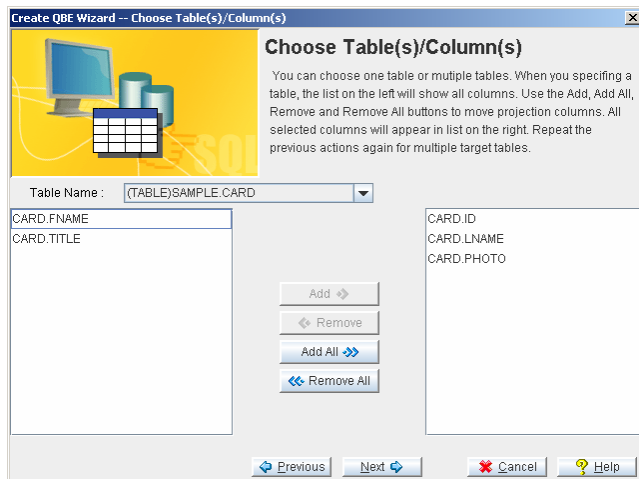 Create QBE Wizard -- Choose Table(s)/Column(s)
Choose Table(s)/Column(s)
You can choose one table or mutiple tables. When you specifing a
table, the list on the left will show all columns. Use the Add, Add All,
Remove and Remove All buttons to move projection columns. All
selected columns will appear in list on the right. Repeat the
previous actions again for multiple target tables.
SQL
Table Name :
(TABLE)SAMPLE.CARD
CARD.FNAME
CARD.TITLE
CARD.ID
CARD.LNAME
CARD.PHOTO
Add
Remove
Add All
Remove All
Previous
Next
Cancel
Help